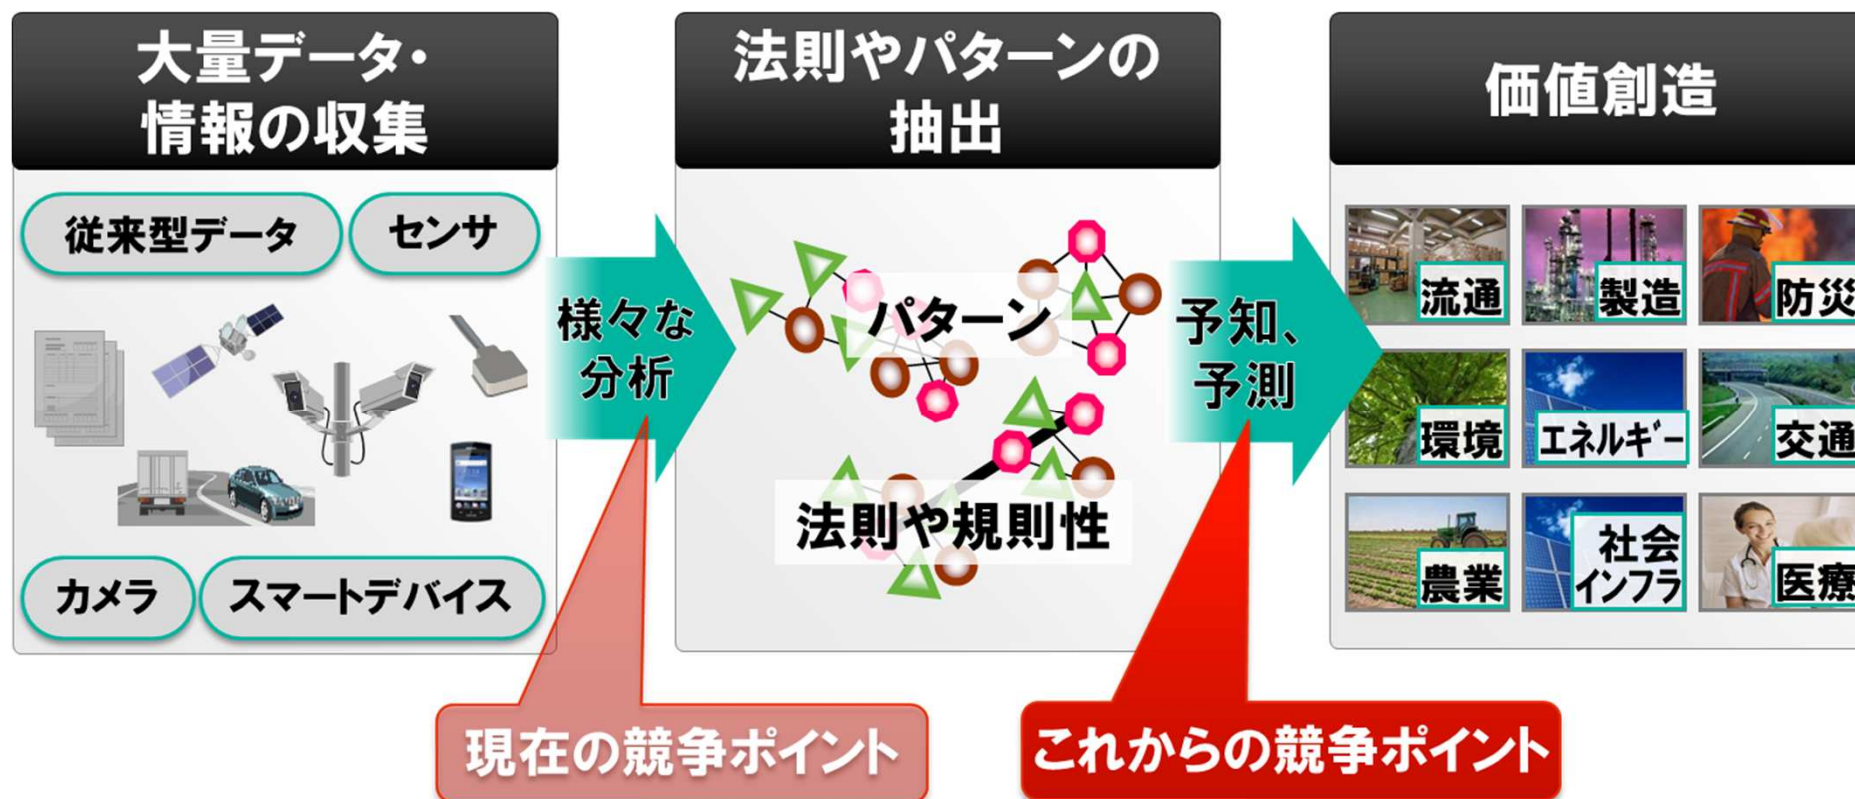 大量データ・
情報の収集
従来型データ
センサ
カメラ
スマートデバイス
様々な
分析
現在の競争ポイント
法則やパターンの
抽出
パターン
法則や規則性
予知、
予測
これからの競争ポイント
価値創造
流通
製造
防災
環境
エネルギー
交通
農業
社会
インフラ
医療